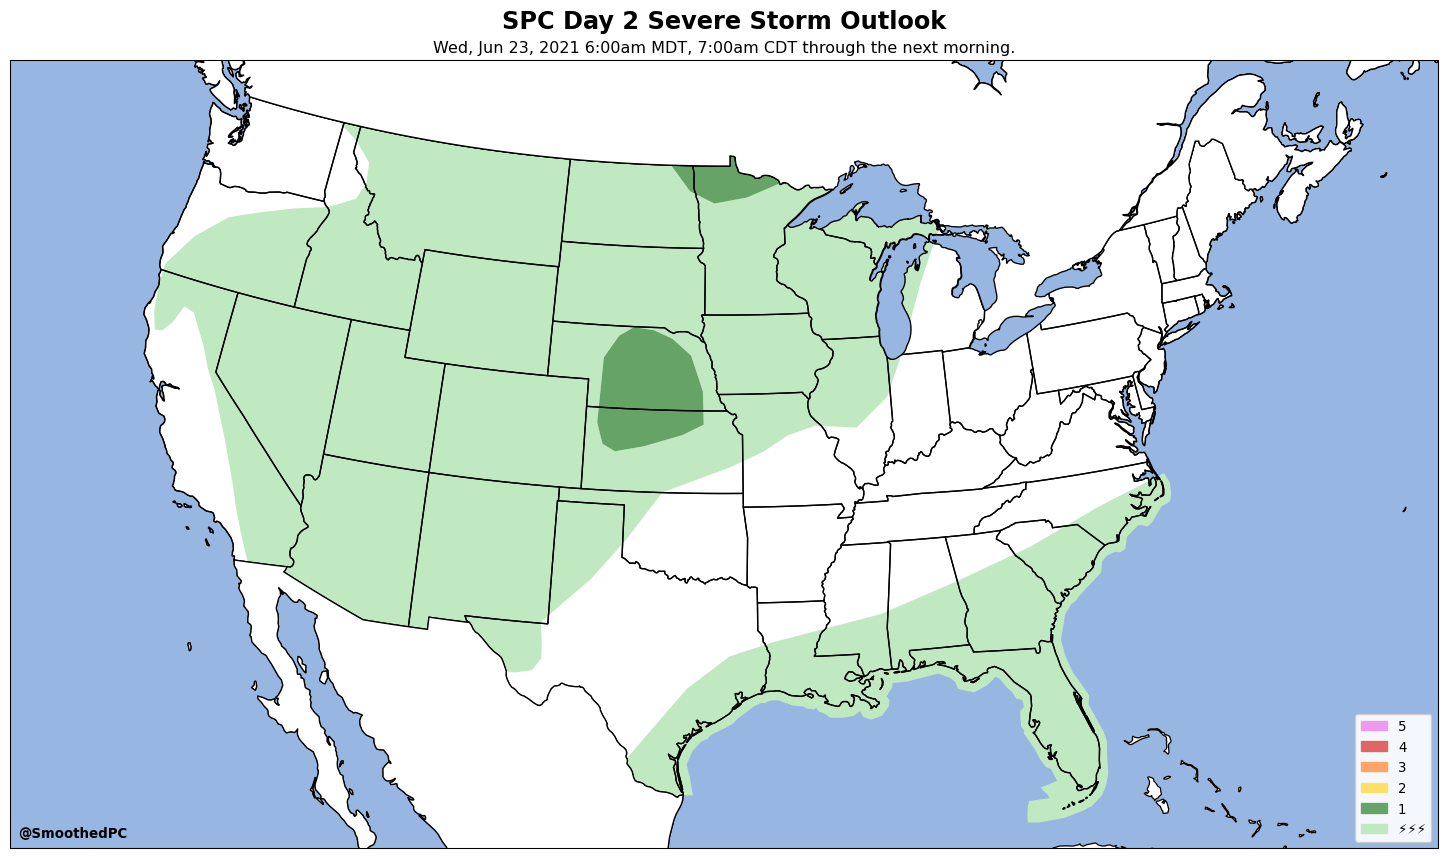 SPC Day 2 Severe Storm Outlook
Wed, Jun 23, 2021 6:00am MDT, 7:00am CDT through the next morning.
5
4
3
2
1
⚡⚡⚡
@SmoothedPC